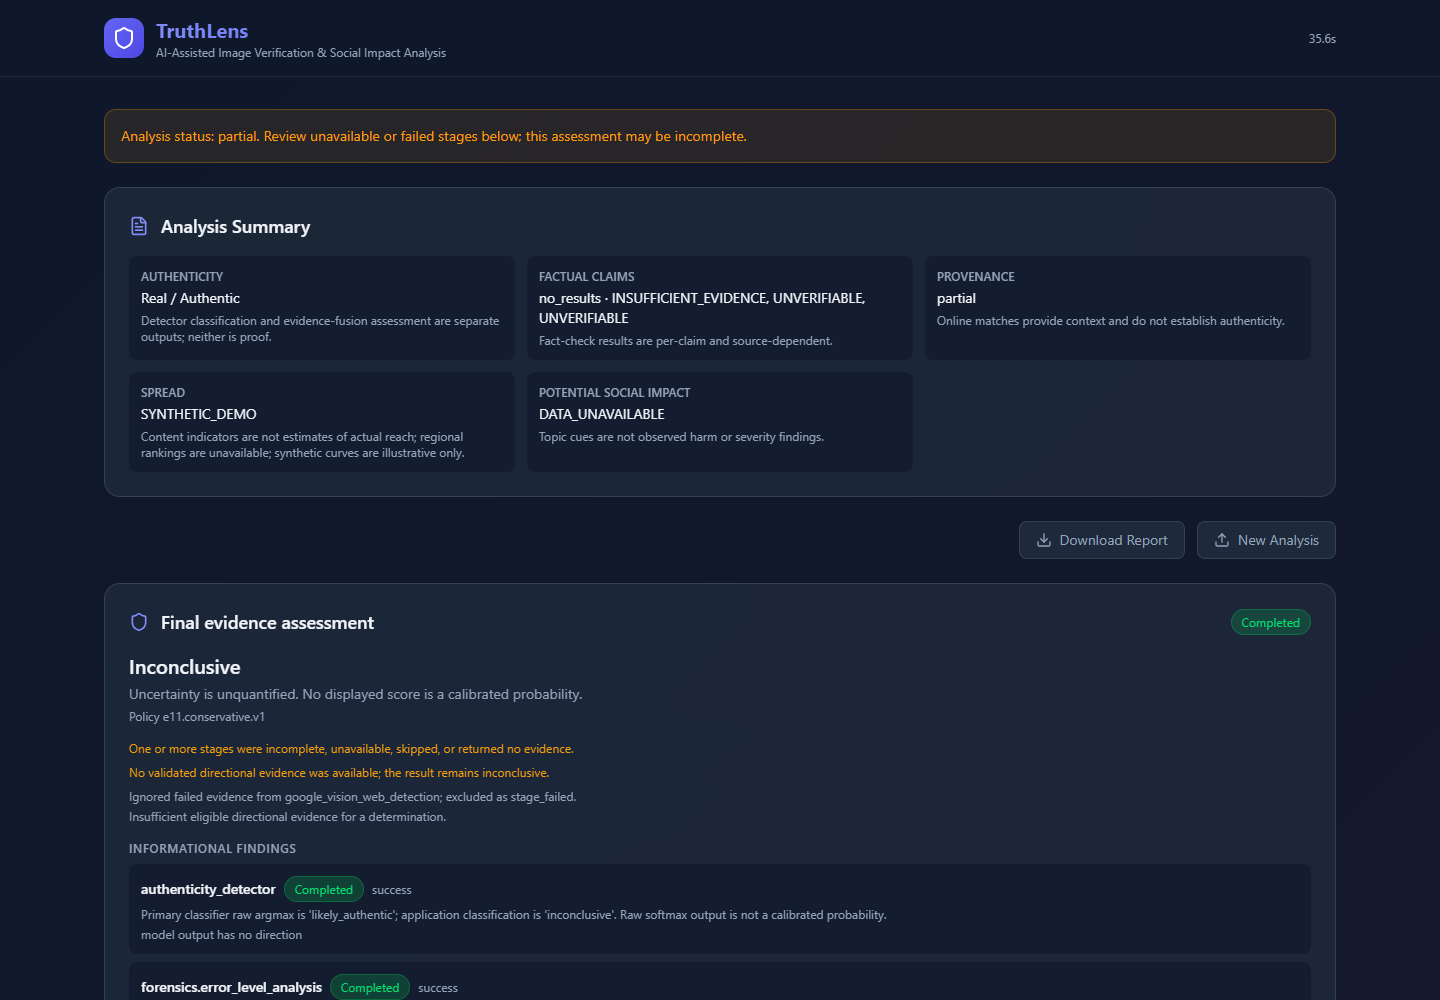 TruthLens
AI-Assisted Image Verification & Social Impact Analysis
35.6s
Analysis status: partial. Review unavailable or failed stages below; this assessment may be incomplete.
Analysis Summary
AUTHENTICITY
Real / Authentic
Detector classification and evidence-fusion assessment are separate
outputs; neither is proof.
FACTUAL CLAIMS
no_results · INSUFFICIENT_EVIDENCE, UNVERIFIABLE,
UNVERIFIABLE
Fact-check results are per-claim and source-dependent.
PROVENANCE
partial
Online matches provide context and do not establish authenticity.
SPREAD
SYNTHETIC_DEMO
Content indicators are not estimates of actual reach; regional
rankings are unavailable; synthetic curves are illustrative only.
POTENTIAL SOCIAL IMPACT
DATA_UNAVAILABLE
Topic cues are not observed harm or severity findings.
Download Report
New Analysis
Final evidence assessment
Completed
Inconclusive
Uncertainty is unquantified. No displayed score is a calibrated probability.
Policy e11.conservative.v1
One or more stages were incomplete, unavailable, skipped, or returned no evidence.
No validated directional evidence was available; the result remains inconclusive.
Ignored failed evidence from google_vision_web_detection; excluded as stage_failed.
Insufficient eligible directional evidence for a determination.
INFORMATIONAL FINDINGS
authenticity_detector Completed success
Primary classifier raw argmax is 'likely_authentic'; application classification is 'inconclusive'. Raw softmax output is not a calibrated probability.
model output has no direction
forensics.error_level_analysis Completed success